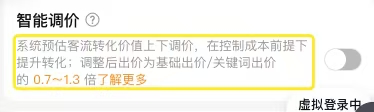 智能调价 ?
系统预估客流转化价值上下调价，在控制成本前提下
提升转化；调整后出价为基础出价/关键词出价
的 0.7~1.3 倍了解更多
虚拟登录中